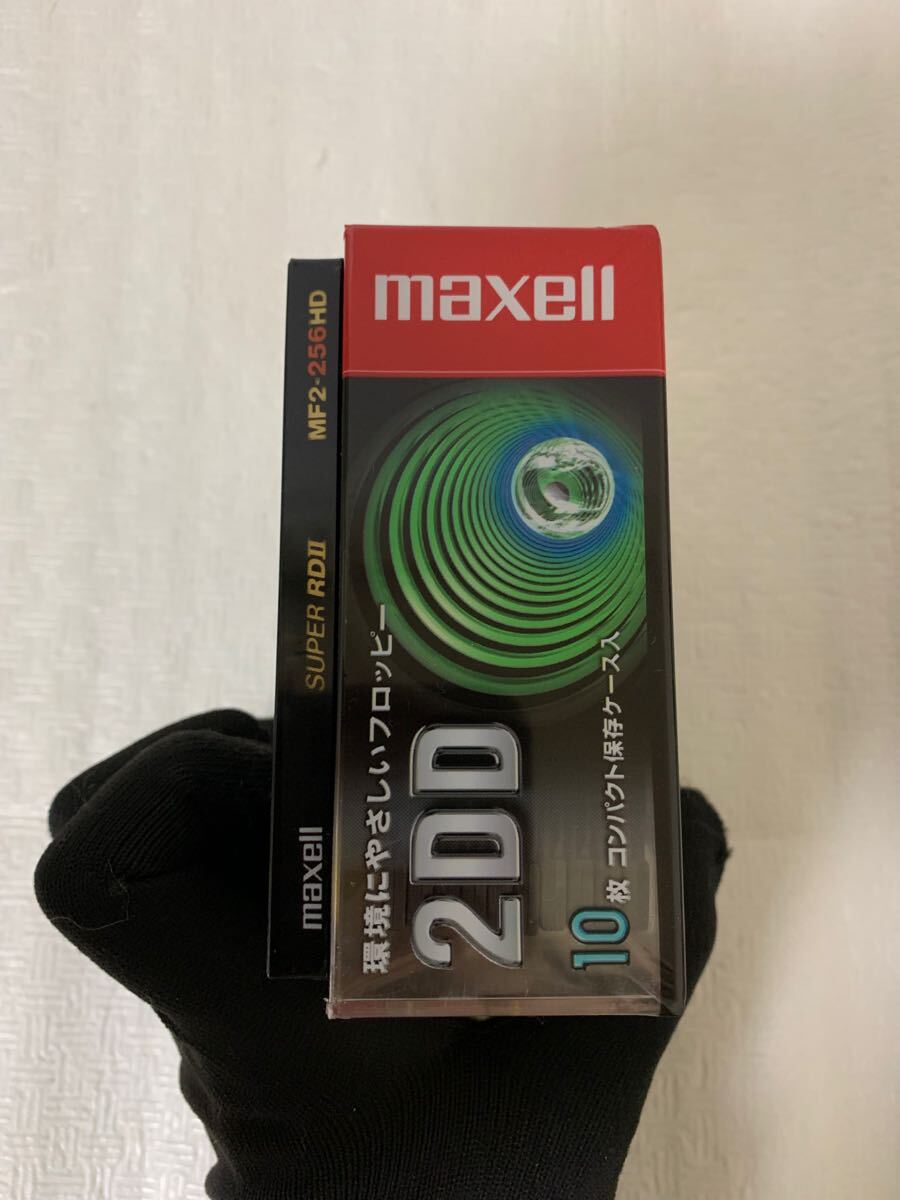 maxell
環境にやさしいフロッピー
2DD
10枚 コンパクト保存ケース入
maxell SUPER RDII MF2-256HD